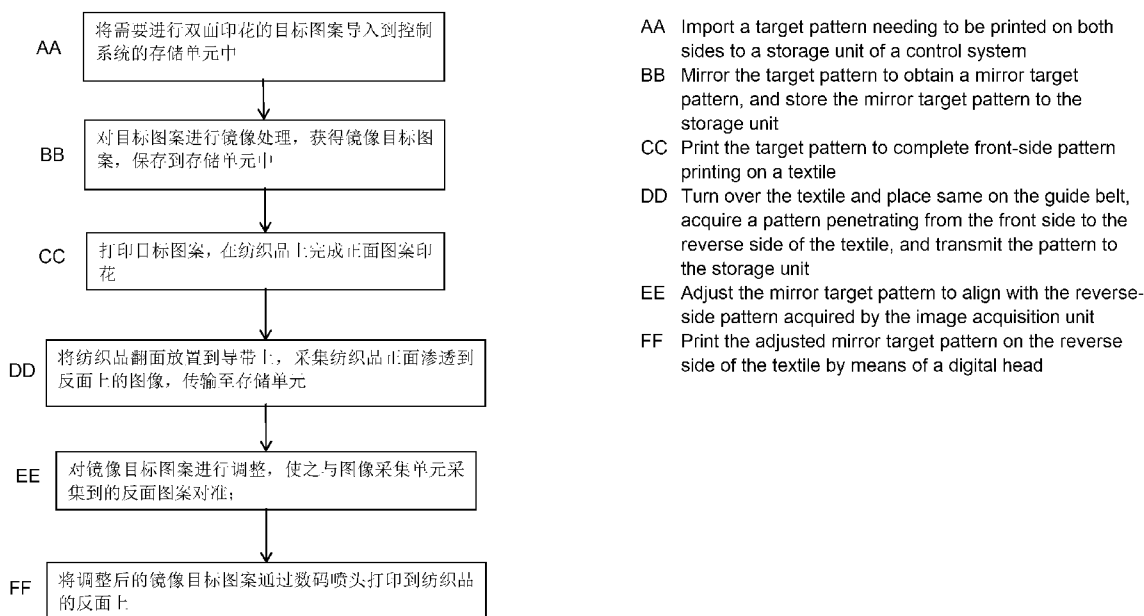 AA
将需要进行双面印花的目标图案导入到控制
系统的存储单元中
BB
对目标图案进行镜像处理，获得镜像目标图
案，保存到存储单元中
CC
打印目标图案，在纺织品上完成正面图案印
花
DD
将纺织品翻面放置到导带上，采集纺织品正面渗透到
反面上的图像，传输至存储单元
EE
对镜像目标图案进行调整，使之与图像采集单元采
集到的反面图案对准；
FF
将调整后的镜像目标图案通过数码喷头打印到纺织品
的反面上
AA Import a target pattern needing to be printed on both
sides to a storage unit of a control system
BB Mirror the target pattern to obtain a mirror target
pattern, and store the mirror target pattern to the
storage unit
CC Print the target pattern to complete front-side pattern
printing on a textile
DD Turn over the textile and place same on the guide belt,
acquire a pattern penetrating from the front side to the
reverse side of the textile, and transmit the pattern to
the storage unit
EE Adjust the mirror target pattern to align with the reverse-
side pattern acquired by the image acquisition unit
FF Print the adjusted mirror target pattern on the reverse
side of the textile by means of a digital head